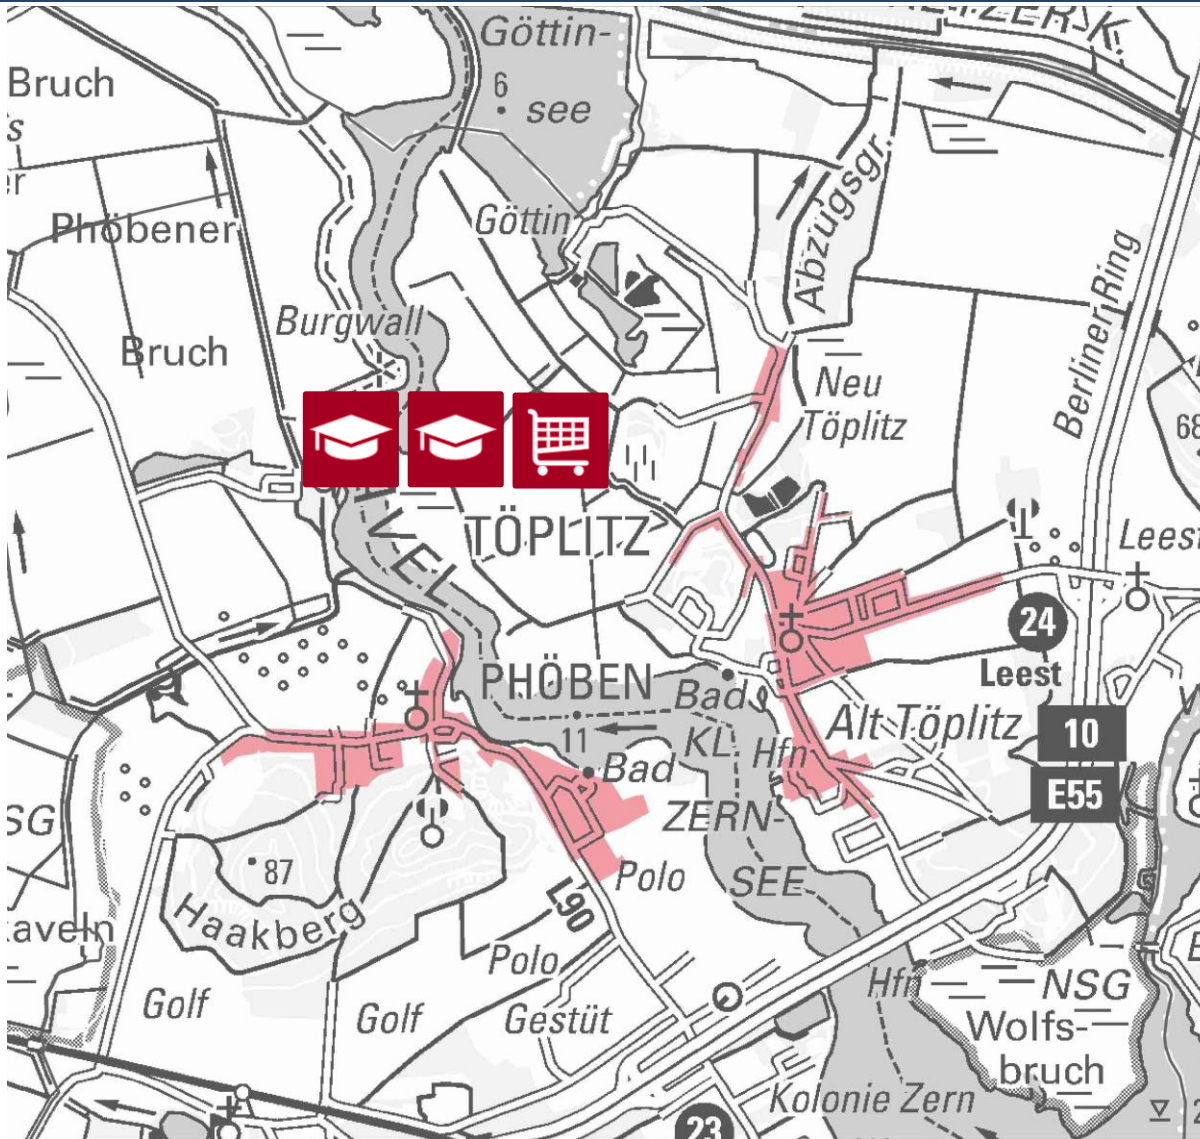 Göttin-
6
see
Bruch
Abzugsgr.
Göttin
Phöbener
Berliner Ring
Burgwall
Bruch
Neu
Töplitz
68
TÖPLITZ
Leest
24
Leest
PHÖBEN
Bad
Alt Töplitz
10
11
KL.
Hfn
Bad
E55
SG
ZERN-
87
Polo
SEE
L90
Haakberg
Polo
Hfn
NSG
Golf
Golf
Gestüt
Wolfs-
bruch
Kolonie Zern
23